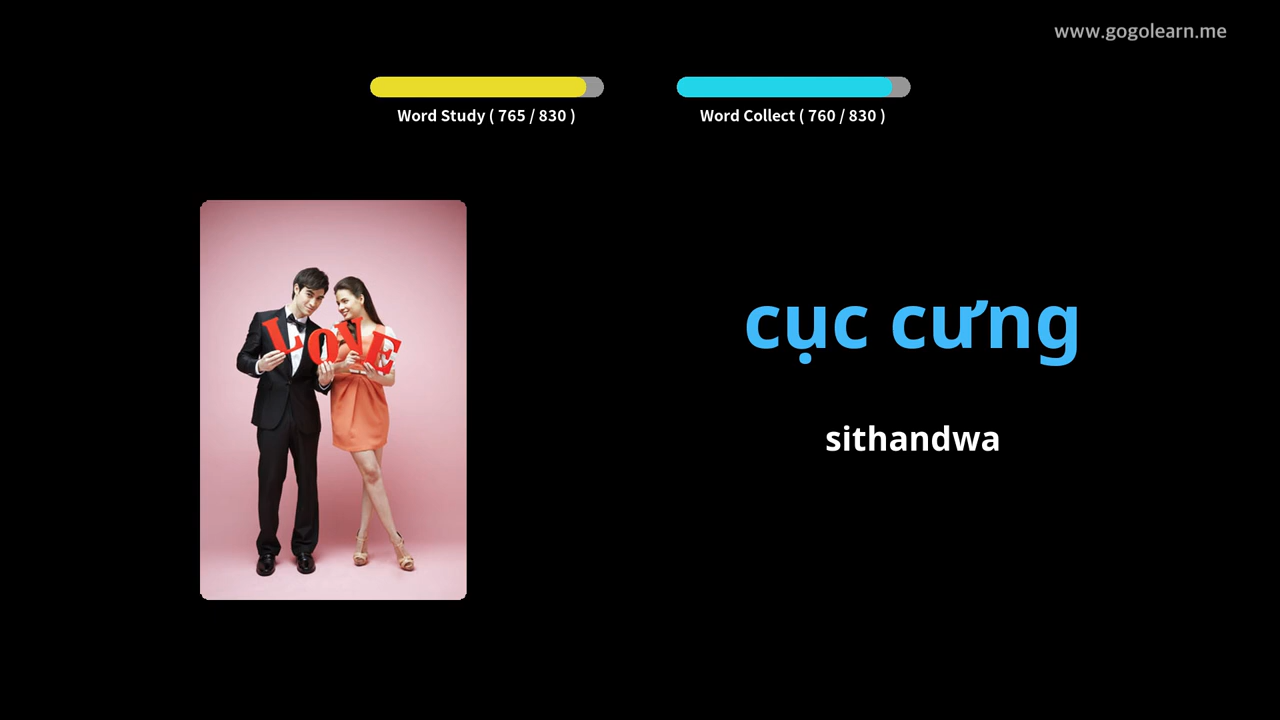 www.gogolearn.me
Word Study ( 765 / 830 )
Word Collect ( 760 / 830 )
LOVE
cục cưng
sithandwa